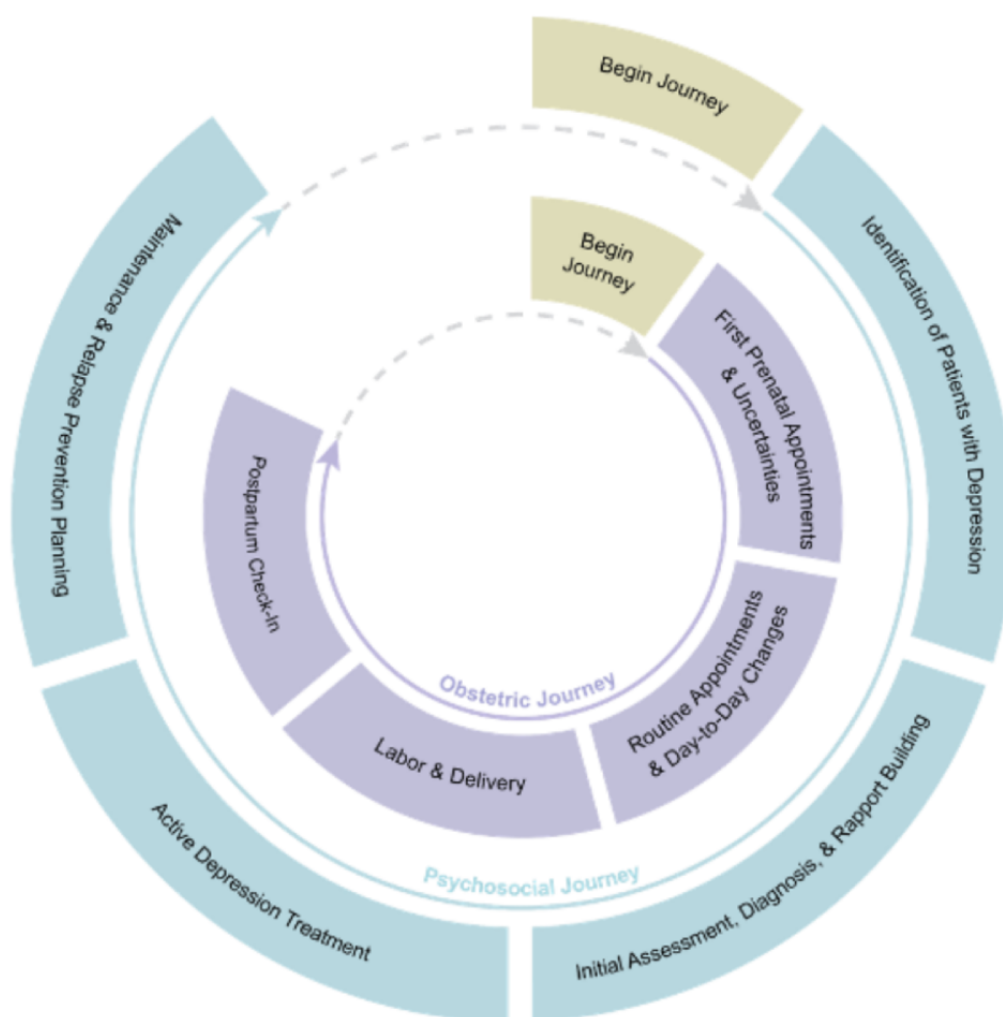 Begin Journey
Identification of Patients with Depression
Initial Assessment, Diagnosis, & Rapport Building
Active Depression Treatment
Maintenance & Relapse Prevention Planning
Psychosocial Journey
Begin
Journey
First Prenatal Appointments
& Uncertainties
Routine Appointments
& Day-to-Day Changes
Labor & Delivery
Postpartum Check-In
Obstetric Journey